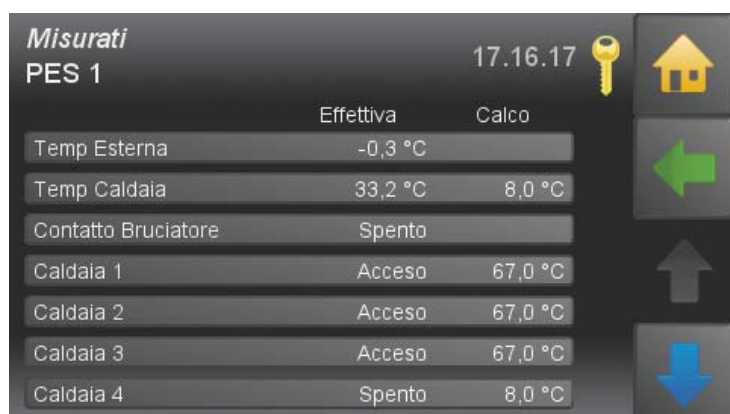 Misurati
PES 1
17.16.17
Effettiva Calco
Temp Esterna -0,3 °C
Temp Caldaia 33,2 °C 8,0 °C
Contatto Bruciatore Spento
Caldaia 1 Acceso 67,0 °C
Caldaia 2 Acceso 67,0 °C
Caldaia 3 Acceso 67,0 °C
Caldaia 4 Spento 8,0 °C